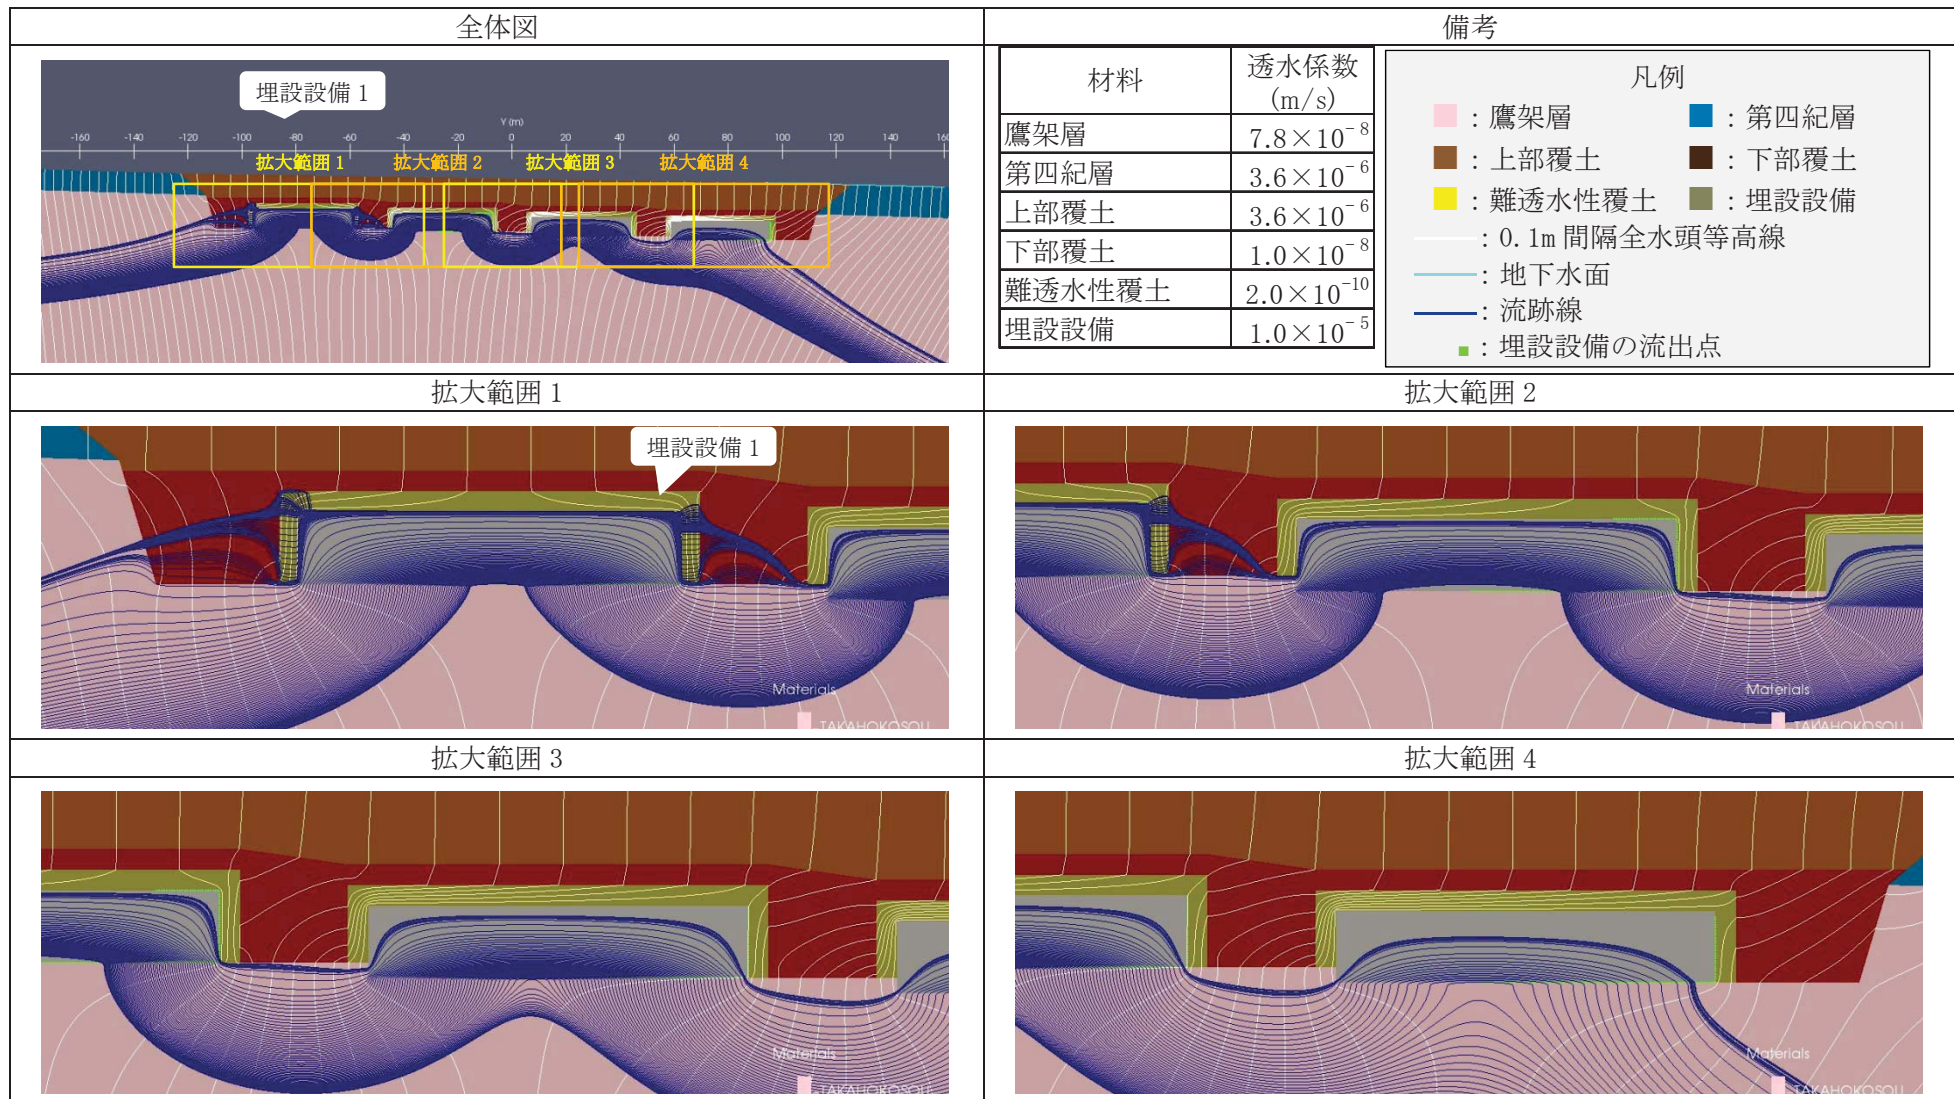 全体図
備考
埋設設備 1
Y (m)
-160 -140 -120 -100 -80 -60 -40 -20 0 20 40 60 80 100 120 140 160
拡大範囲 1 拡大範囲 2 拡大範囲 3 拡大範囲 4
材料 透水係数
(m/s)
鷹架層 7.8×10⁻⁸
第四紀層 3.6×10⁻⁶
上部覆土 3.6×10⁻⁶
下部覆土 1.0×10⁻⁸
難透水性覆土 2.0×10⁻¹⁰
埋設設備 1.0×10⁻⁵
凡例
：鷹架層 ：第四紀層
：上部覆土 ：下部覆土
：難透水性覆土 ：埋設設備
：0.1m 間隔全水頭等高線
：地下水面
：流跡線
：埋設設備の流出点
拡大範囲 1
拡大範囲 2
埋設設備 1
Materials
TAKAHOKOSOU
Materials
TAKAHOKOSOU
拡大範囲 3
拡大範囲 4
Materials
TAKAHOKOSOU
Materials
TAKAHOKOSOU